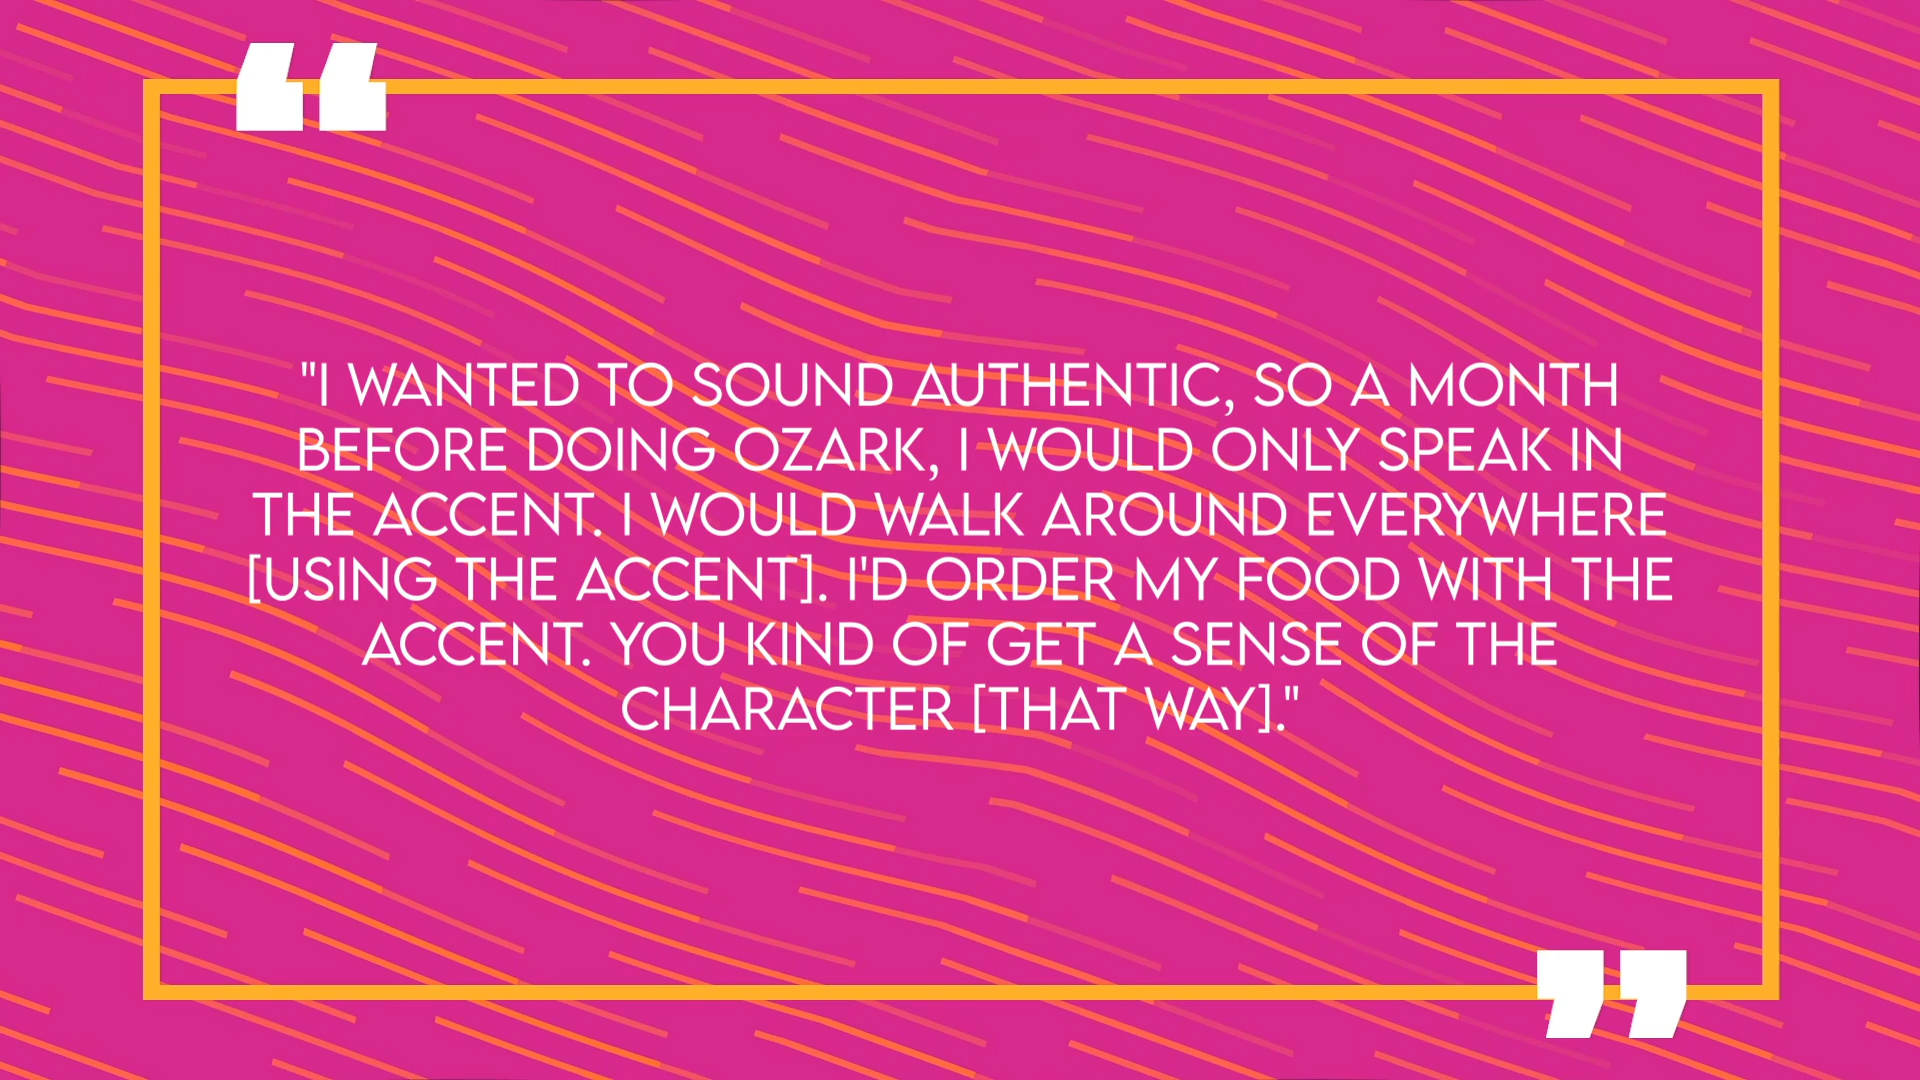 "I WANTED TO SOUND AUTHENTIC, SO A MONTH
BEFORE DOING OZARK, I WOULD ONLY SPEAK IN
THE ACCENT. I WOULD WALK AROUND EVERYWHERE
[USING THE ACCENT]. I'D ORDER MY FOOD WITH THE
ACCENT. YOU KIND OF GET A SENSE OF THE
CHARACTER [THAT WAY]."